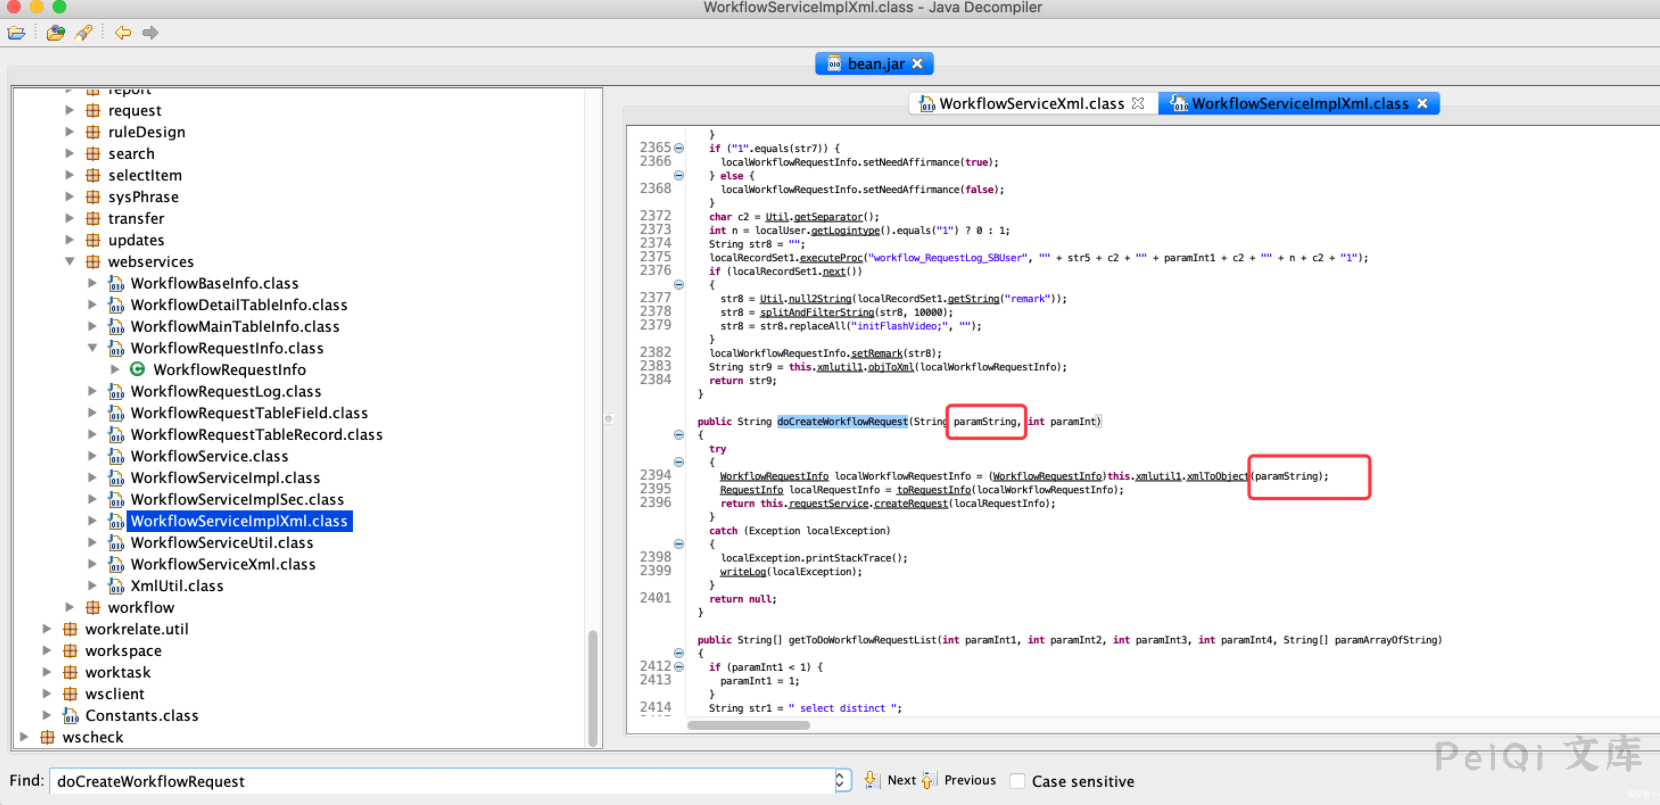 WorkflowServiceImplXml.class - Java Decompiler
bean.jar
report
request
ruleDesign
search
selectItem
sysPhrase
transfer
updates
webservices
WorkflowBaseInfo.class
WorkflowDetailTableInfo.class
WorkflowMainTableInfo.class
WorkflowRequestInfo.class
WorkflowRequestInfo
WorkflowRequestLog.class
WorkflowRequestTableField.class
WorkflowRequestTableRecord.class
WorkflowService.class
WorkflowServiceImpl.class
WorkflowServiceImplSec.class
WorkflowServiceImplXml.class
WorkflowServiceUtil.class
WorkflowServiceXml.class
XmlUtil.class
workflow
workrelate.util
workspace
worktask
wsclient
Constants.class
wscheck
WorkflowServiceXml.class WorkflowServiceImplXml.class
}
2365 if ("1".equals(str7)) {
2366 localWorkflowRequestInfo.setNeedAffirmance(true);
} else {
2368 localWorkflowRequestInfo.setNeedAffirmance(false);
}
2372 char c2 = Util.getSeparator();
2373 int n = localUser.getLogintype().equals("1") ? 0 : 1;
2374 String str8 = "";
2375 localRecordSet1.executeProc("workflow_RequestLog_SBUser", "" + str5 + c2 + "" + paramInt1 + c2 + "" + n + c2 + "1");
2376 if (localRecordSet1.next())
{
2377 str8 = Util.null2String(localRecordSet1.getString("remark"));
2378 str8 = splitAndFilterString(str8, 10000);
2379 str8 = str8.replaceAll("initFlashVideo;", "");
}
2382 localWorkflowRequestInfo.setRemark(str8);
2383 String str9 = this.xmlutil1.objToXml(localWorkflowRequestInfo);
2384 return str9;
}
public String doCreateWorkflowRequest(String paramString, int paramInt)
{
try
{
2394 WorkflowRequestInfo localWorkflowRequestInfo = (WorkflowRequestInfo)this.xmlutil1.xmlToObject(paramString);
2395 RequestInfo localRequestInfo = toRequestInfo(localWorkflowRequestInfo);
2396 return this.requestService.createRequest(localRequestInfo);
}
catch (Exception localException)
{
2398 localException.printStackTrace();
2399 writeLog(localException);
}
2401 return null;
}
public String[] getToDoWorkflowRequestList(int paramInt1, int paramInt2, int paramInt3, int paramInt4, String[] paramArrayOfString)
{
2412 if (paramInt1 < 1) {
2413 paramInt1 = 1;
}
2414 String str1 = " select distinct ";
PeiQi 文库
Find: doCreateWorkflowRequest Next Previous Case sensitive